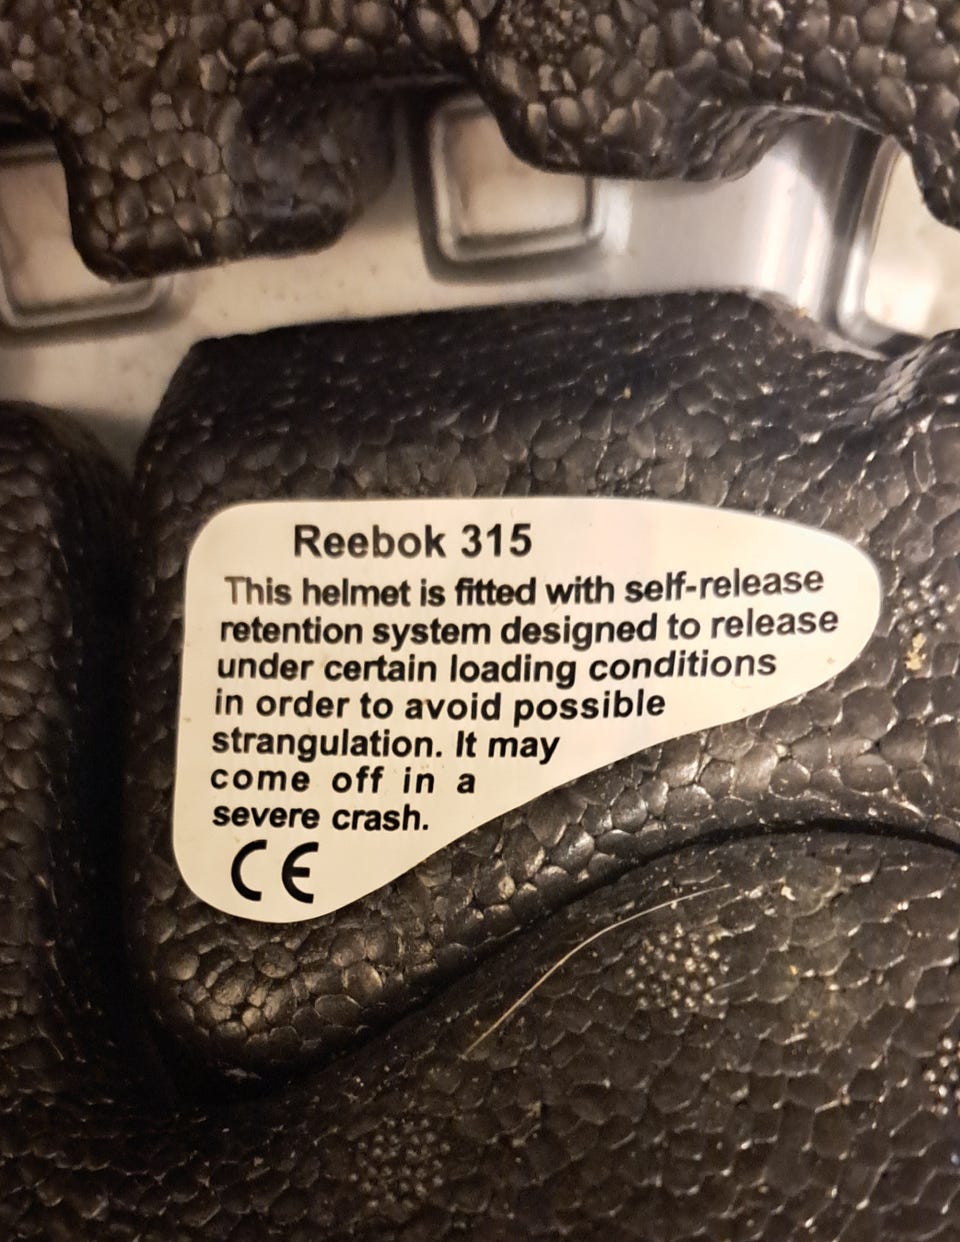 Reebok 315
This helmet is fitted with self-release
retention system designed to release
under certain loading conditions
in order to avoid possible
strangulation. It may
come off in a
severe crash.
CE